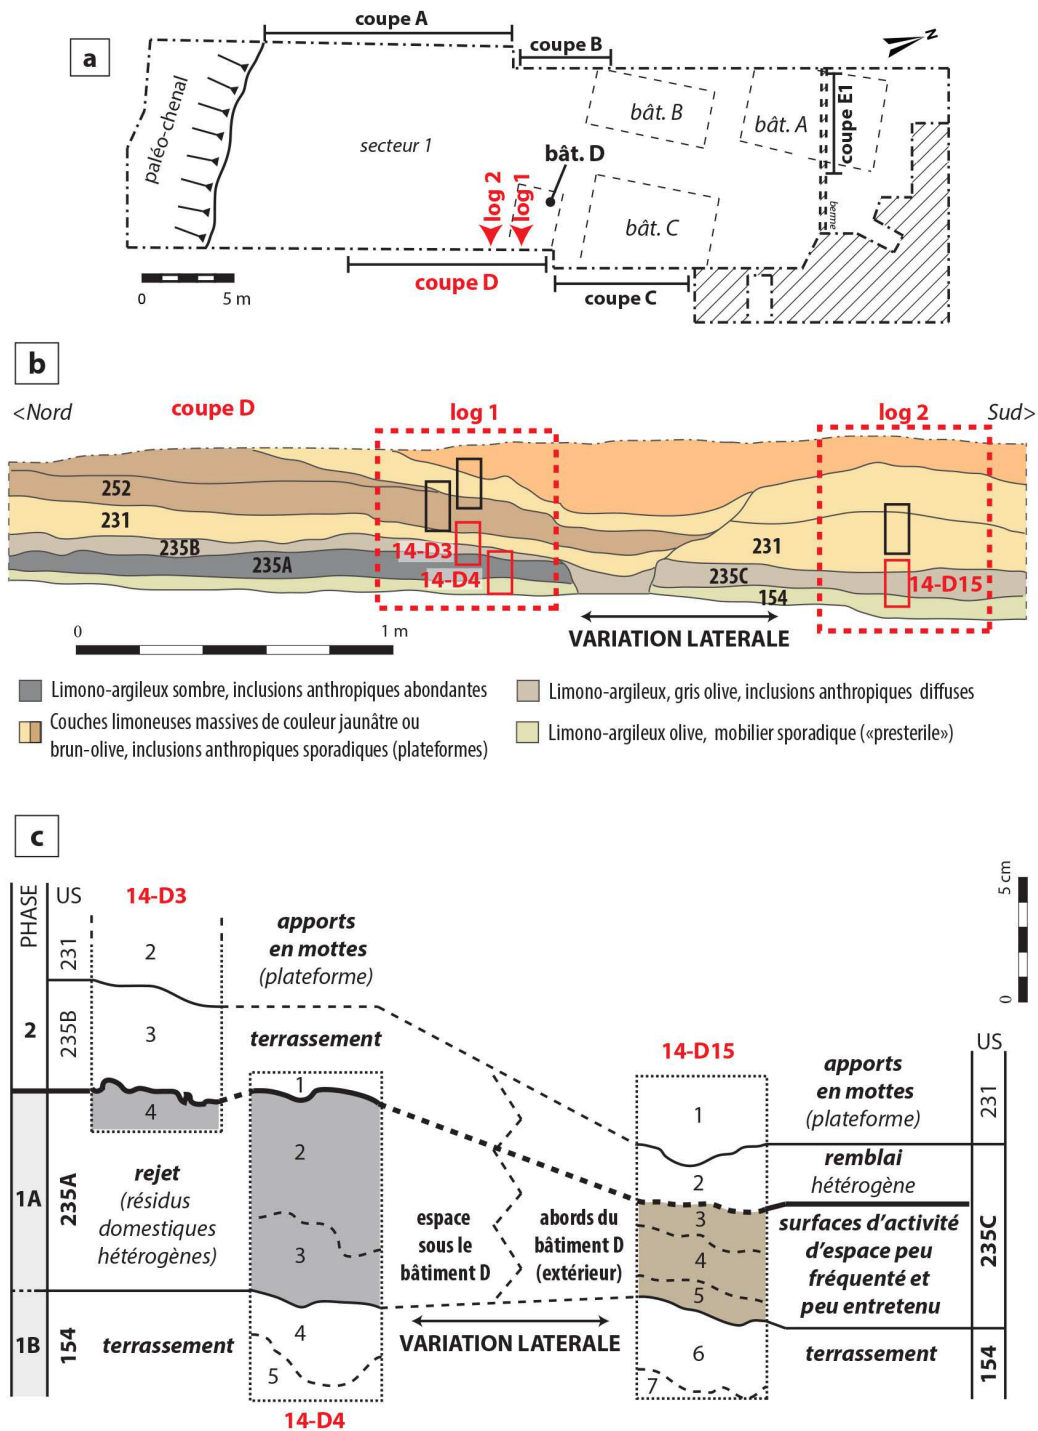 a
coupe A
coupe B
N
paléo-chenal
secteur 1
bât. B
bât. A
coupe E1
bât. D
log 2
log 1
bât. C
berme
0 5 m
coupe D
coupe C
b
<Nord
coupe D
log 1
log 2
Sud>
252
231
235B
235A
14-D3
14-D4
231
235C
154
14-D15
0 1 m
VARIATION LATERALE
Limono-argileux sombre, inclusions anthropiques abondantes
Couches limoneuses massives de couleur jaunâtre ou
brun-olive, inclusions anthropiques sporadiques (plateformes)
Limono-argileux, gris olive, inclusions anthropiques diffuses
Limono-argileux olive, mobilier sporadique («presterile»)
c
PHASE
US
14-D3
5 cm
0
231
2
apports
en mottes
(plateforme)
2
235B
3
terrassement
14-D15
US
1
4
1
apports
en mottes
(plateforme)
231
2
2
remblai
hétérogène
1A
235A
rejet
(résidus
domestiques
hétérogènes)
3
espace
sous le
bâtiment D
abords du
bâtiment D
(extérieur)
3
4
5
surfaces d'activité
d'espace peu
fréquenté et
peu entretenu
235C
1B
154
terrassement
4
5
VARIATION LATERALE
6
7
terrassement
154
14-D4